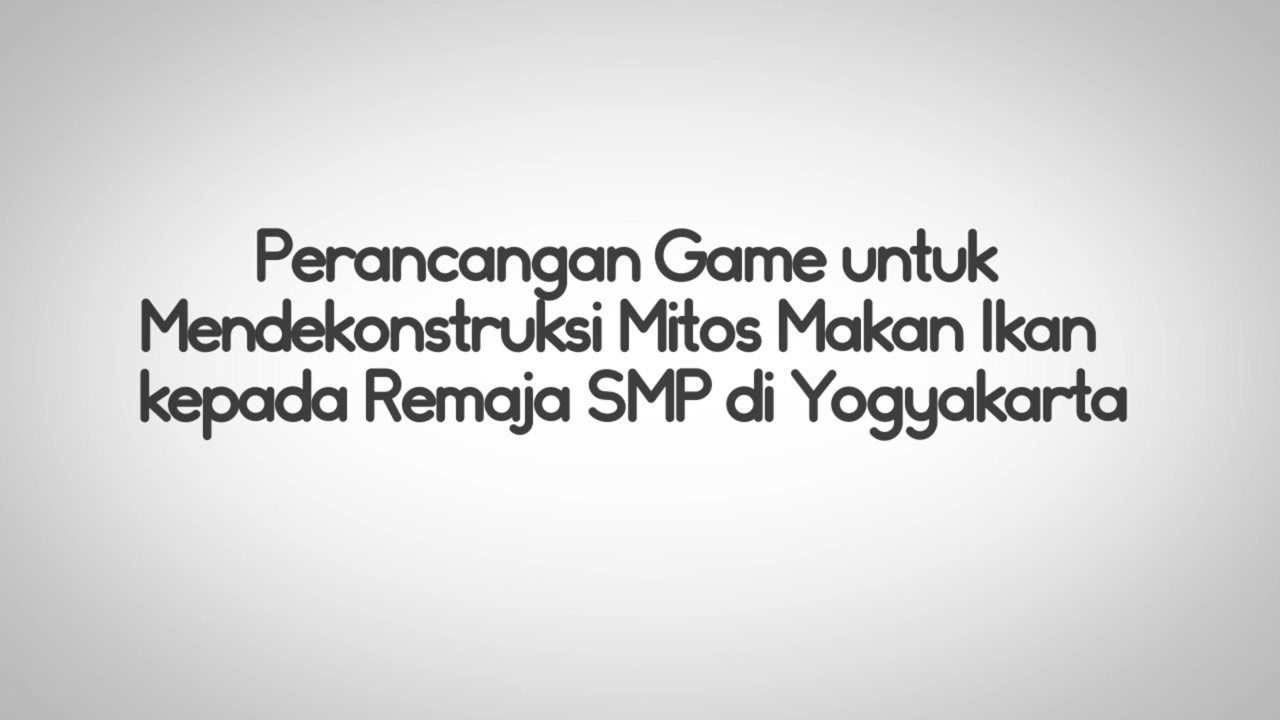 Perancangan Game untuk
Mendekonstruksi Mitos Makan Ikan
kepada Remaja SMP di Yogyakarta